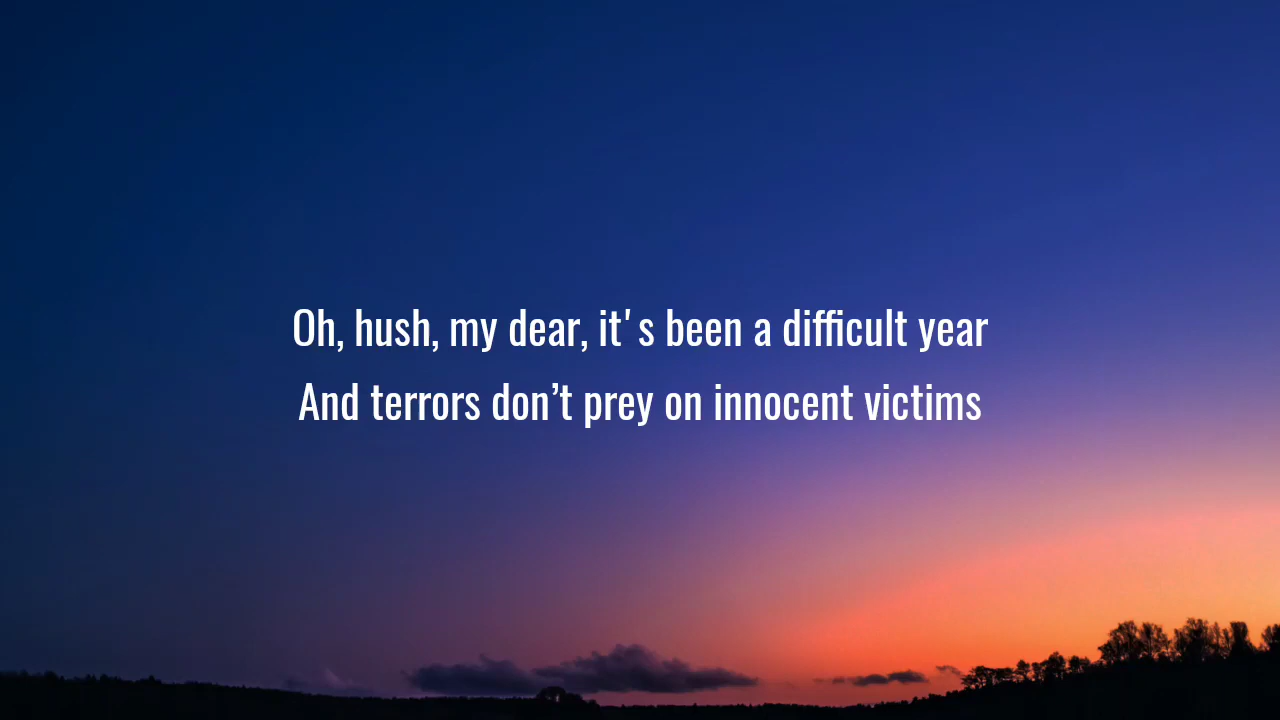 Oh, hush, my dear, it's been a difficult year
And terrors don’t prey on innocent victims